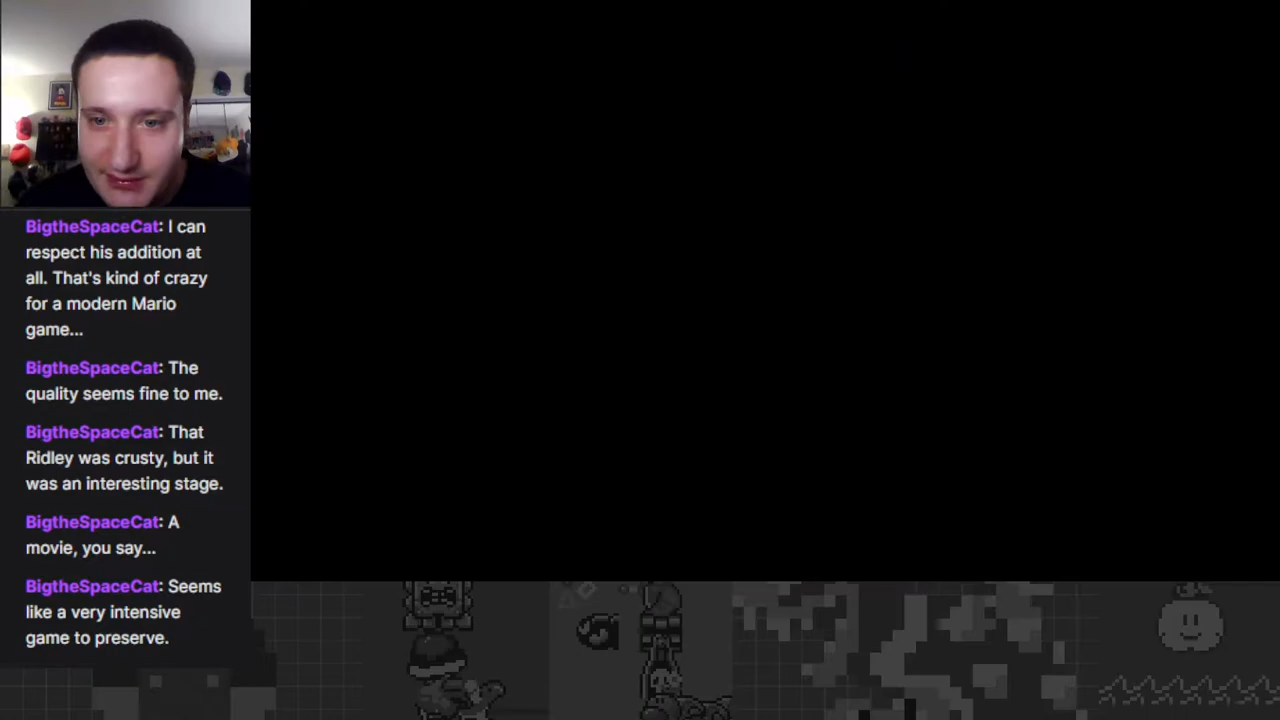 BigtheSpaceCat: I can
respect his addition at
all. That's kind of crazy
for a modern Mario
game...
BigtheSpaceCat: The
quality seems fine to me.
BigtheSpaceCat: That
Ridley was crusty, but it
was an interesting stage.
BigtheSpaceCat: A
movie, you say...
BigtheSpaceCat: Seems
like a very intensive
game to preserve.